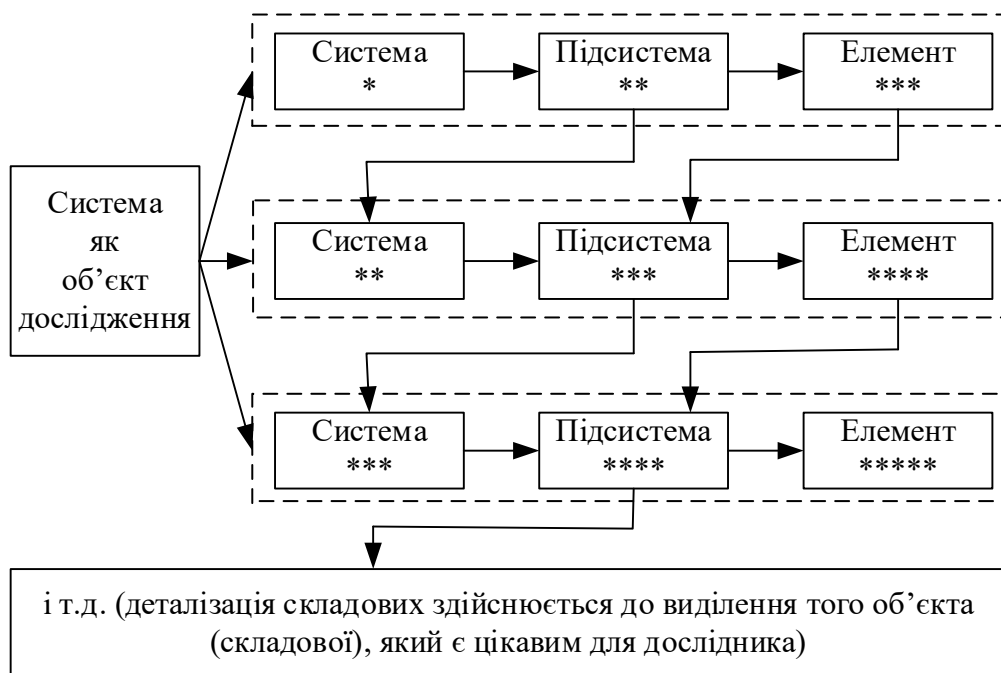 Система
*
Підсистема
**
Елемент
***
Система
як
об’єкт
дослідження
Система
**
Підсистема
***
Елемент
****
Система
***
Підсистема
****
Елемент
*****
і т.д. (деталізація складових здійснюється до виділення того об’єкта
(складової), який є цікавим для дослідника)